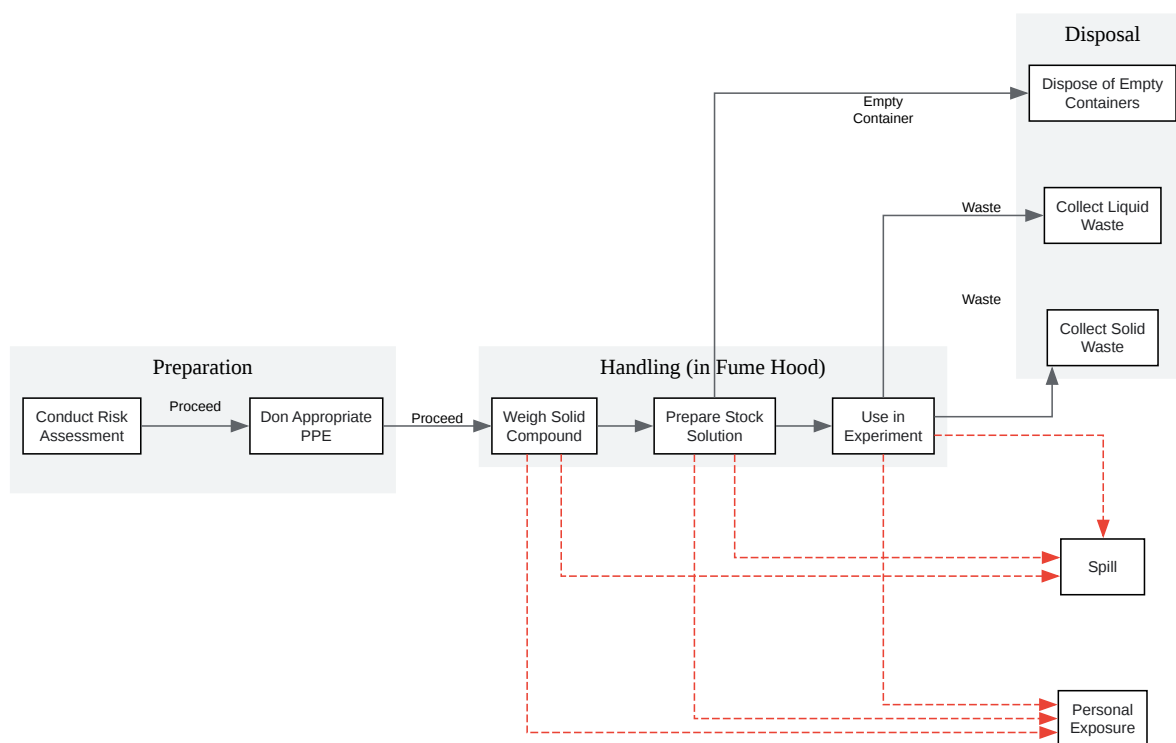 Disposal
Dispose of Empty
Containers
Empty
Container
Waste
Collect Liquid
Waste
Waste
Collect Solid
Waste
Preparation
Handling (in Fume Hood)
Conduct Risk
Assessment
Proceed
Don Appropriate
PPE
Proceed
Weigh Solid
Compound
Prepare Stock
Solution
Use in
Experiment
Spill
Personal
Exposure